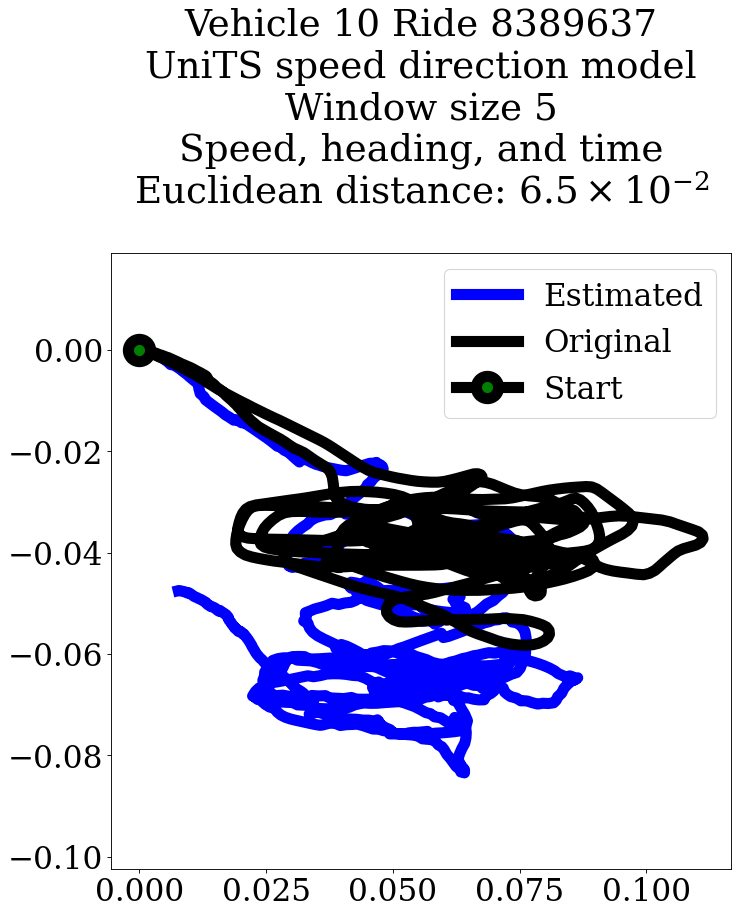 Vehicle 10 Ride 8389637
UniTS speed direction model
Window size 5
Speed, heading, and time
Euclidean distance: 6.5 × 10⁻²
Estimated
Original
Start
0.00
−0.02
−0.04
−0.06
−0.08
−0.10
0.000 0.025 0.050 0.075 0.100